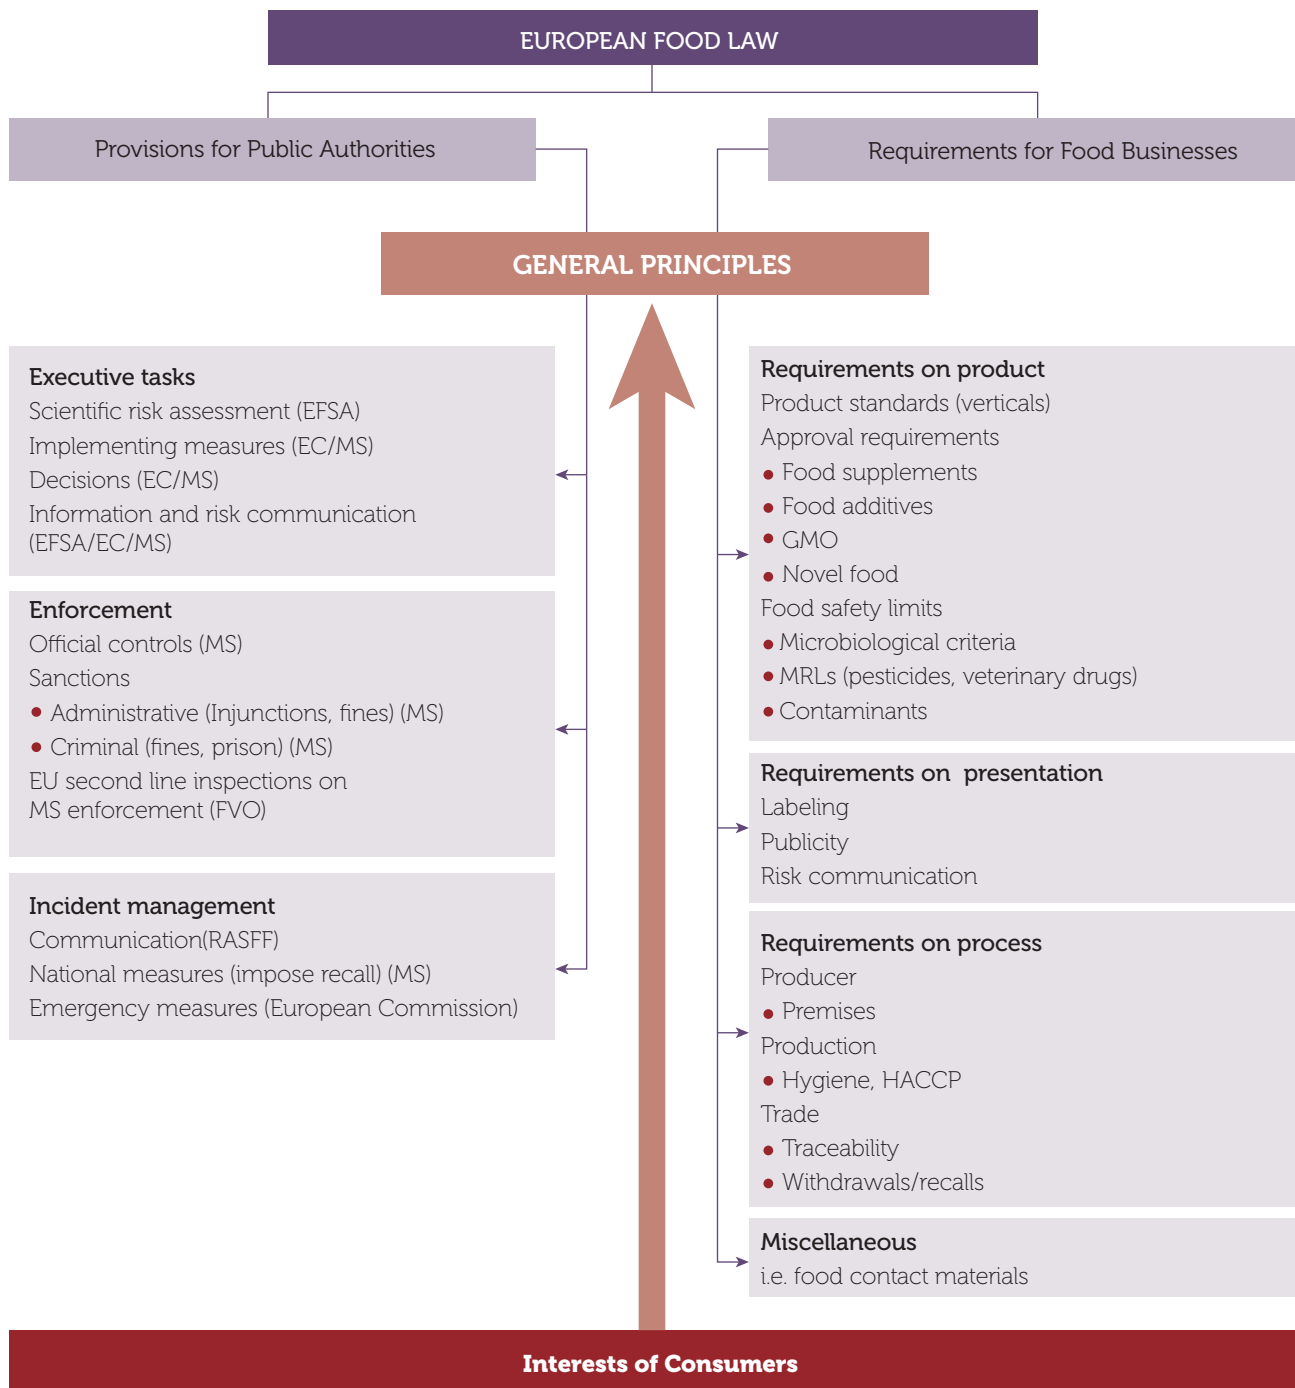 EUROPEAN FOOD LAW
Provisions for Public Authorities
Requirements for Food Businesses
GENERAL PRINCIPLES
Executive tasks
Scientific risk assessment (EFSA)
Implementing measures (EC/MS)
Decisions (EC/MS)
Information and risk communication
(EFSA/EC/MS)
Enforcement
Official controls (MS)
Sanctions
• Administrative (Injunctions, fines) (MS)
• Criminal (fines, prison) (MS)
EU second line inspections on
MS enforcement (FVO)
Incident management
Communication(RASFF)
National measures (impose recall) (MS)
Emergency measures (European Commission)
Requirements on product
Product standards (verticals)
Approval requirements
• Food supplements
• Food additives
• GMO
• Novel food
Food safety limits
• Microbiological criteria
• MRLs (pesticides, veterinary drugs)
• Contaminants
Requirements on presentation
Labeling
Publicity
Risk communication
Requirements on process
Producer
• Premises
Production
• Hygiene, HACCP
Trade
• Traceability
• Withdrawals/recalls
Miscellaneous
i.e. food contact materials
Interests of Consumers